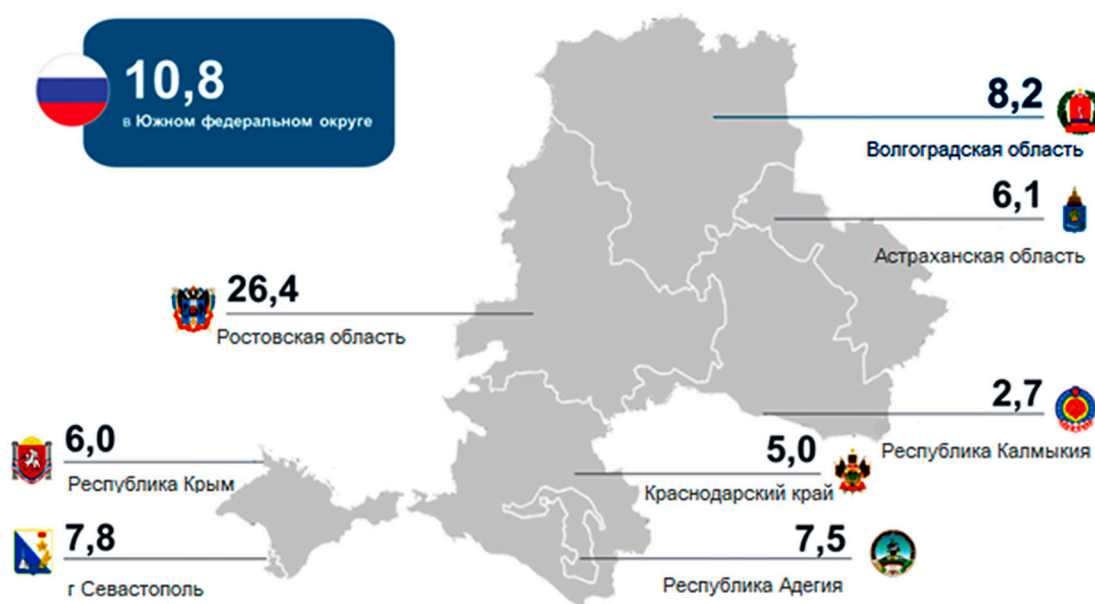 10,8
в Южном федеральном округе
8,2
Волгоградская область
6,1
Астраханская область
26,4
Ростовская область
2,7
Республика Калмыкия
6,0
Республика Крым
5,0
Краснодарский край
7,8
г Севастополь
7,5
Республика Адегия